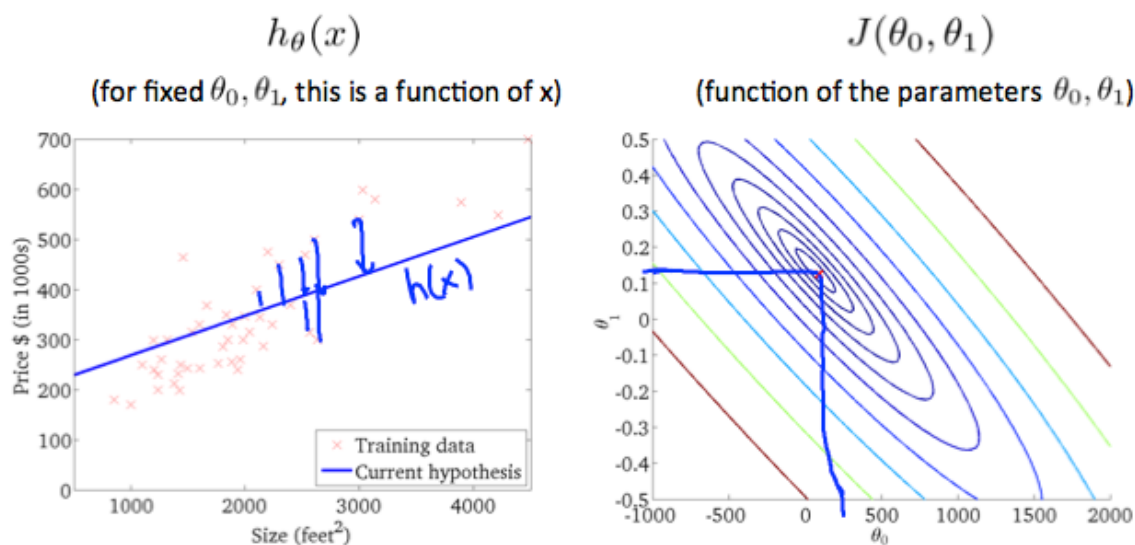 hθ(x)
(for fixed θ0, θ1, this is a function of x)
700
600
500
400
300
200
100
0
Price $ (in 1000s)
h(x)
Training data
Current hypothesis
1000 2000 3000 4000
Size (feet²)
J(θ0, θ1)
(function of the parameters θ0, θ1)
0.5
0.4
0.3
0.2
0.1
0
-0.1
-0.2
-0.3
-0.4
-0.5
θ1
-1000 -500 0 500 1000 1500 2000
θ0